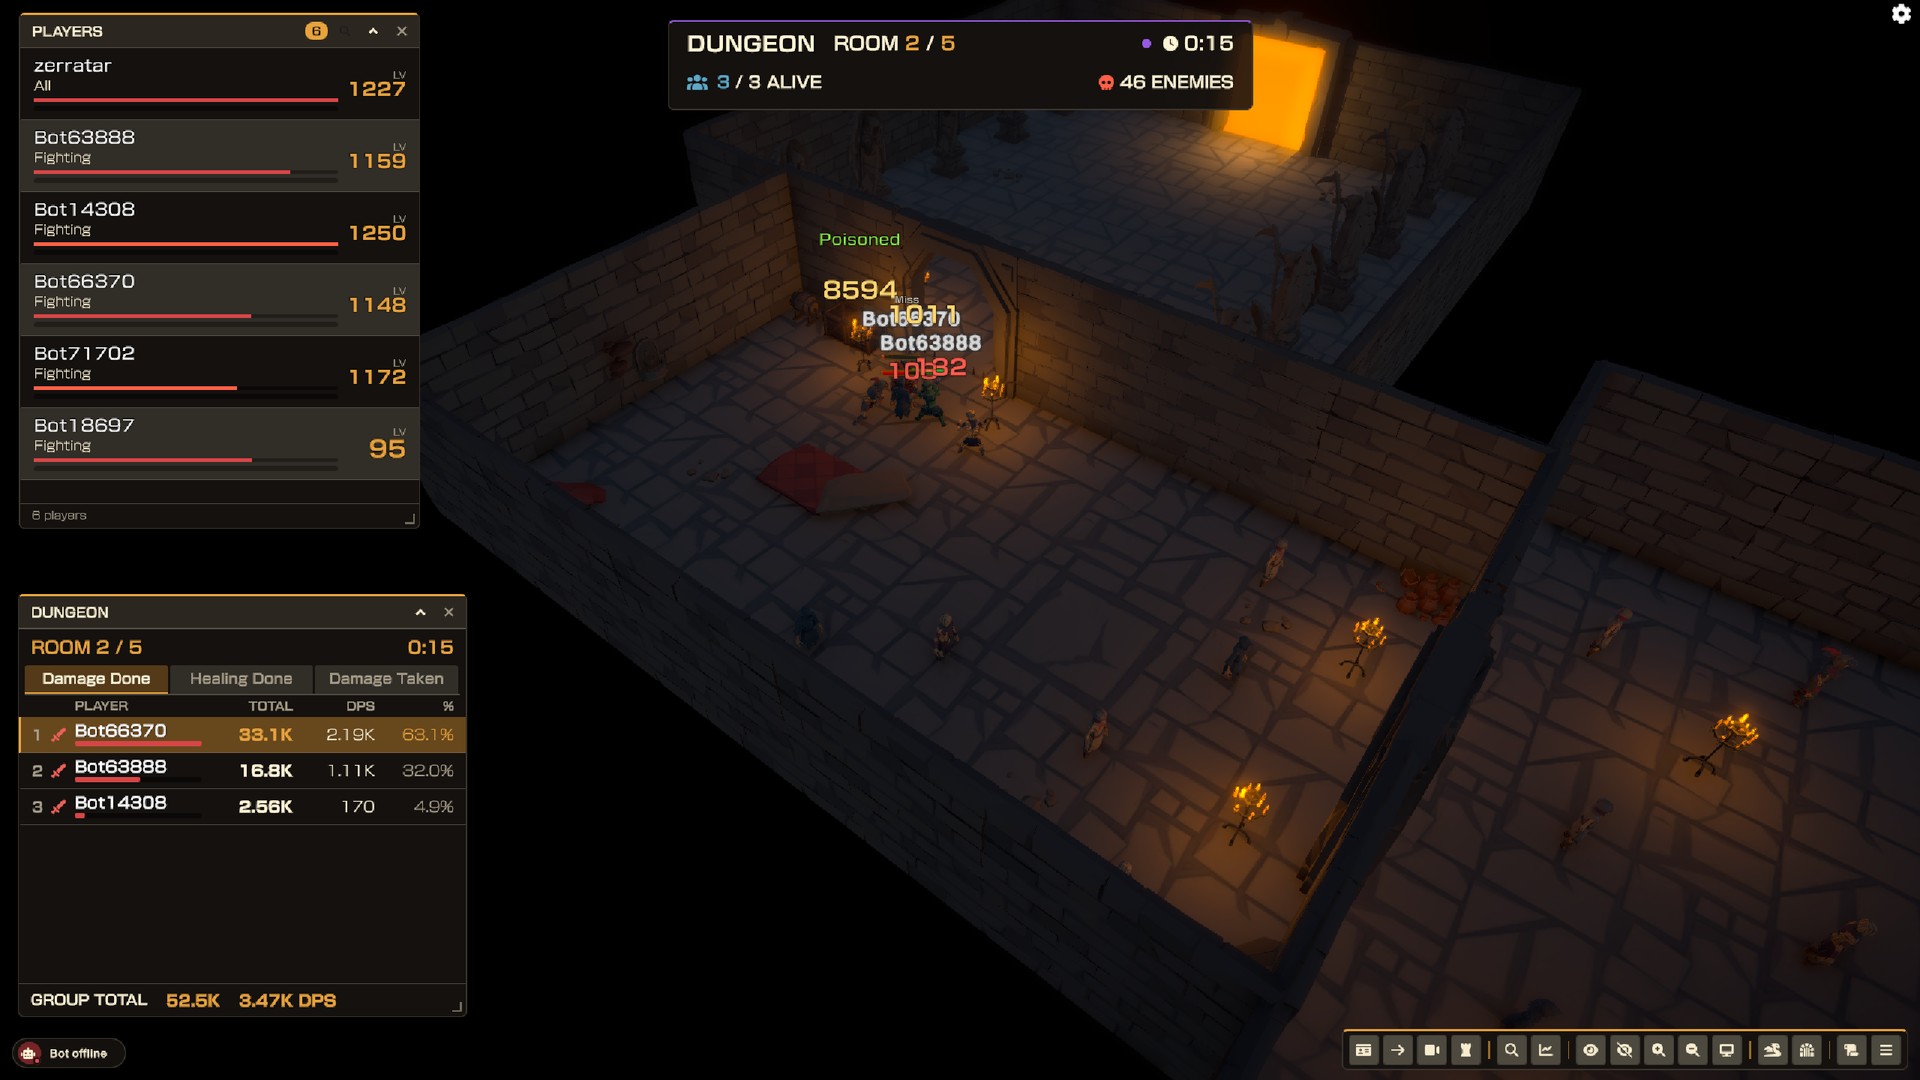 PLAYERS 6
zerratar
All
LV
1227
Bot63888
Fighting
LV
1159
Bot14308
Fighting
LV
1250
Bot66370
Fighting
LV
1148
Bot71702
Fighting
LV
1172
Bot18697
Fighting
LV
95
6 players
DUNGEON ROOM 2 / 5 0:15
3 / 3 ALIVE 46 ENEMIES
Poisoned
8594
Miss
1011
Bot66370
Bot63888
DUNGEON
ROOM 2 / 5 0:15
Damage Done Healing Done Damage Taken
PLAYER TOTAL DPS %
1 Bot66370 33.1K 2.19K 63.1%
2 Bot63888 16.8K 1.11K 32.0%
3 Bot14308 2.56K 170 4.9%
GROUP TOTAL 52.5K 3.47K DPS
Bot offline